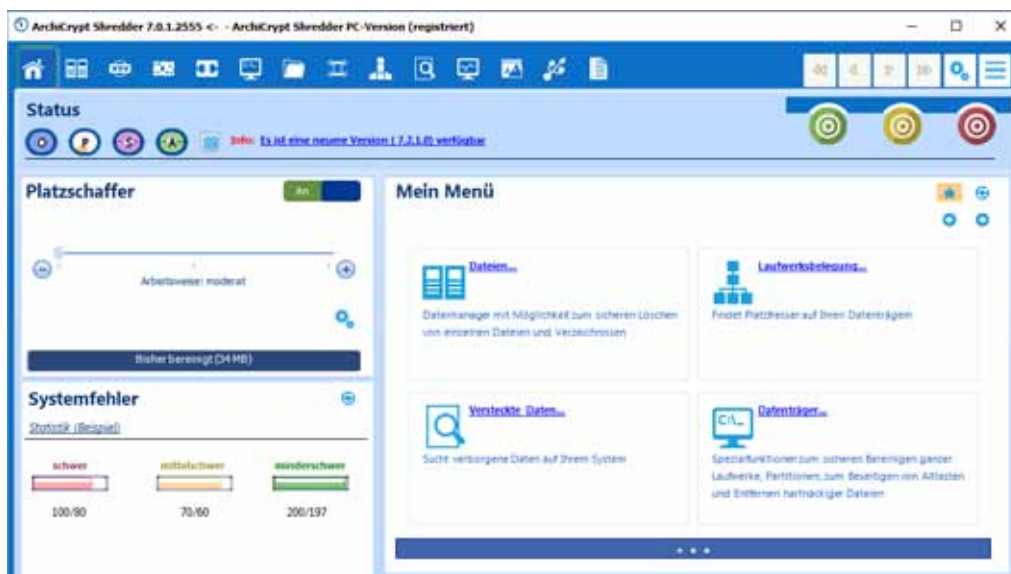 ArchiCrypt Shredder 7.0.1.2555 <- - ArchiCrypt Shredder PC-Version (registriert)
Status
O P S A
Info: Es ist eine neuere Version ( 7.2.1.0) verfügbar
Platzschaffer
An
Arbeitsweise: moderat
Bisher bereinigt (34 MB)
Systemfehler
Statistik (Beispiel)
schwer mittelschwer minderschwer
100/80 70/60 200/197
Mein Menü
Dateien...
Dateimanager mit Möglichkeit zum sicheren Löschen
von einzelnen Dateien und Verzeichnissen
Laufwerksbelegung...
Findet Platzfresser auf Ihren Datenträgern
Versteckte Daten...
Sucht verborgene Daten auf Ihrem System
C:\_
Datenträger...
Spezialfunktionen zum sicheren Bereinigen ganzer
Laufwerke, Partitionen, zum Beseitigen von Altlasten
und Entfernen hartnäckiger Dateien